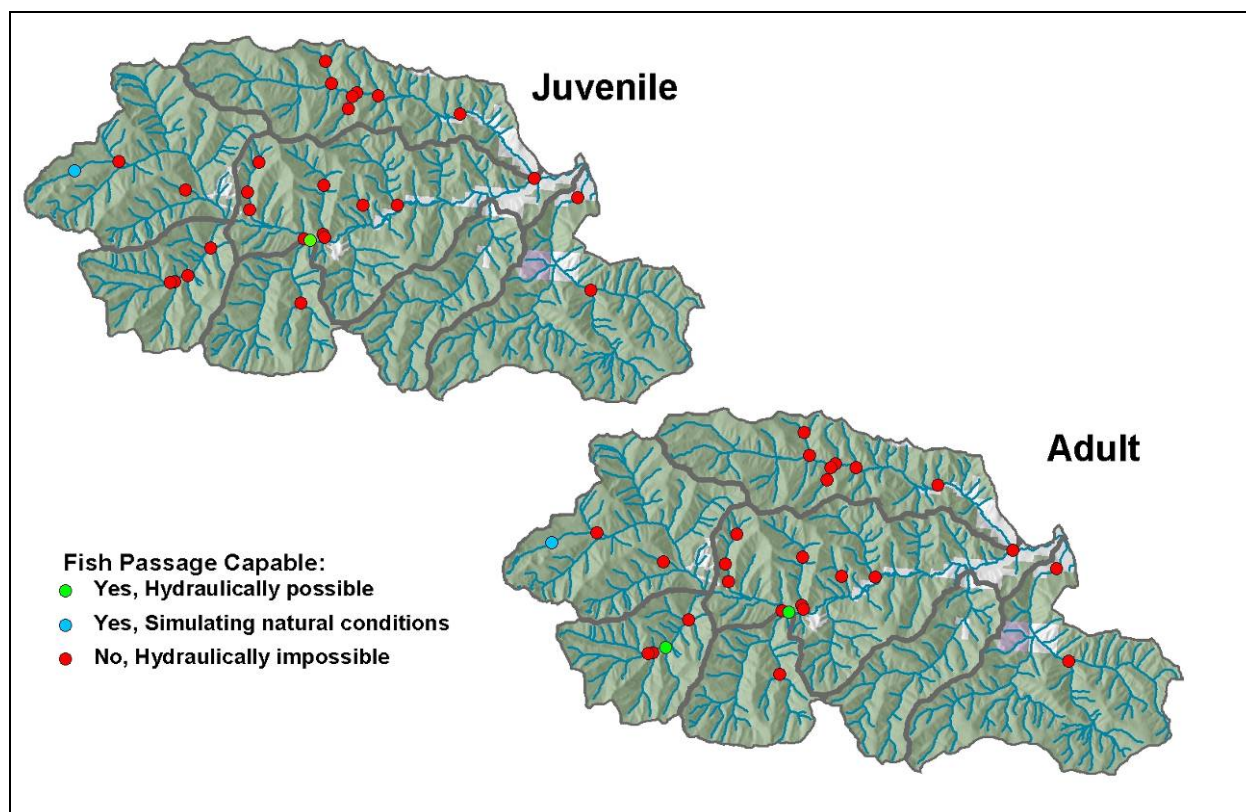 Juvenile
Adult
Fish Passage Capable:
Yes, Hydraulically possible
Yes, Simulating natural conditions
No, Hydraulically impossible